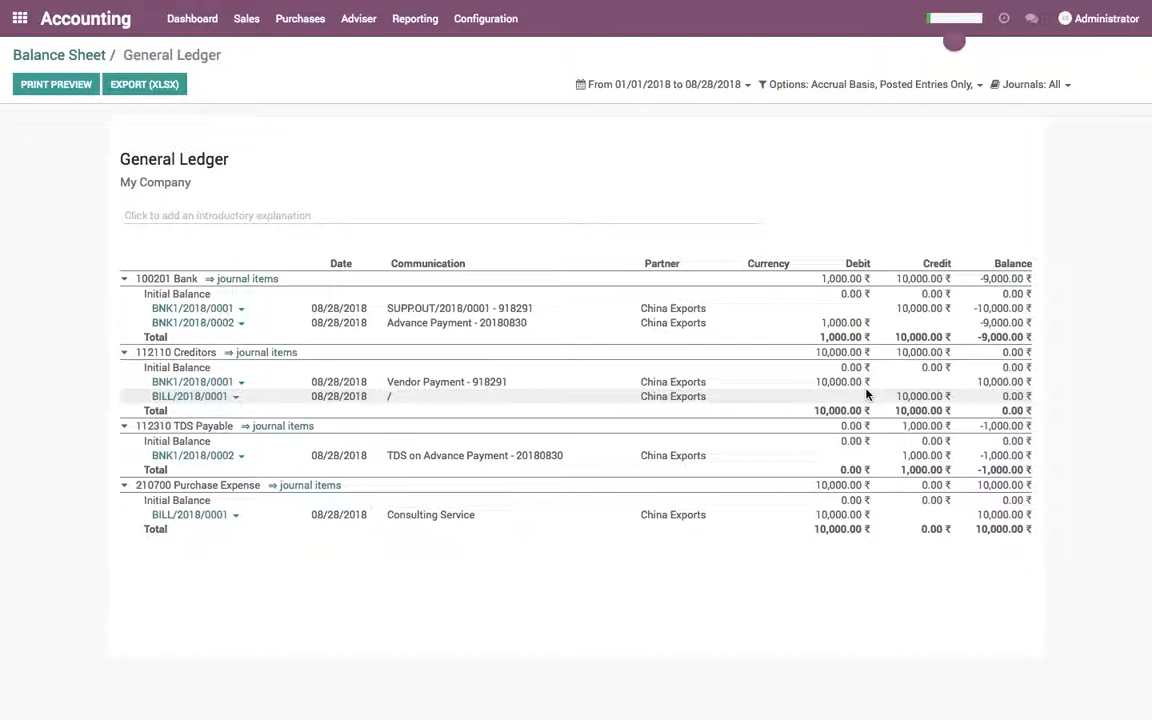 Accounting Dashboard Sales Purchases Adviser Reporting Configuration Administrator
Balance Sheet / General Ledger
PRINT PREVIEW EXPORT (XLSX) From 01/01/2018 to 08/28/2018 Options: Accrual Basis, Posted Entries Only, Journals: All
General Ledger
My Company
Click to add an introductory explanation
Date Communication Partner Currency Debit Credit Balance
100201 Bank ⇒ journal items 1,000.00 ₹ 10,000.00 ₹ -9,000.00 ₹
Initial Balance 0.00 ₹ 0.00 ₹ 0.00 ₹
BNK1/2018/0001 08/28/2018 SUPP.OUT/2018/0001 - 918291 China Exports 10,000.00 ₹ -10,000.00 ₹
BNK1/2018/0002 08/28/2018 Advance Payment - 20180830 China Exports 1,000.00 ₹ -9,000.00 ₹
Total 1,000.00 ₹ 10,000.00 ₹ -9,000.00 ₹
112110 Creditors ⇒ journal items 10,000.00 ₹ 10,000.00 ₹ 0.00 ₹
Initial Balance 0.00 ₹ 0.00 ₹ 0.00 ₹
BNK1/2018/0001 08/28/2018 Vendor Payment - 918291 China Exports 10,000.00 ₹ 10,000.00 ₹
BILL/2018/0001 08/28/2018 / China Exports 10,000.00 ₹ 0.00 ₹
Total 10,000.00 ₹ 10,000.00 ₹ 0.00 ₹
112310 TDS Payable ⇒ journal items 0.00 ₹ 1,000.00 ₹ -1,000.00 ₹
Initial Balance 0.00 ₹ 0.00 ₹ 0.00 ₹
BNK1/2018/0002 08/28/2018 TDS on Advance Payment - 20180830 China Exports 1,000.00 ₹ -1,000.00 ₹
Total 0.00 ₹ 1,000.00 ₹ -1,000.00 ₹
210700 Purchase Expense ⇒ journal items 10,000.00 ₹ 0.00 ₹ 10,000.00 ₹
Initial Balance 0.00 ₹ 0.00 ₹ 0.00 ₹
BILL/2018/0001 08/28/2018 Consulting Service China Exports 10,000.00 ₹ 10,000.00 ₹
Total 10,000.00 ₹ 0.00 ₹ 10,000.00 ₹